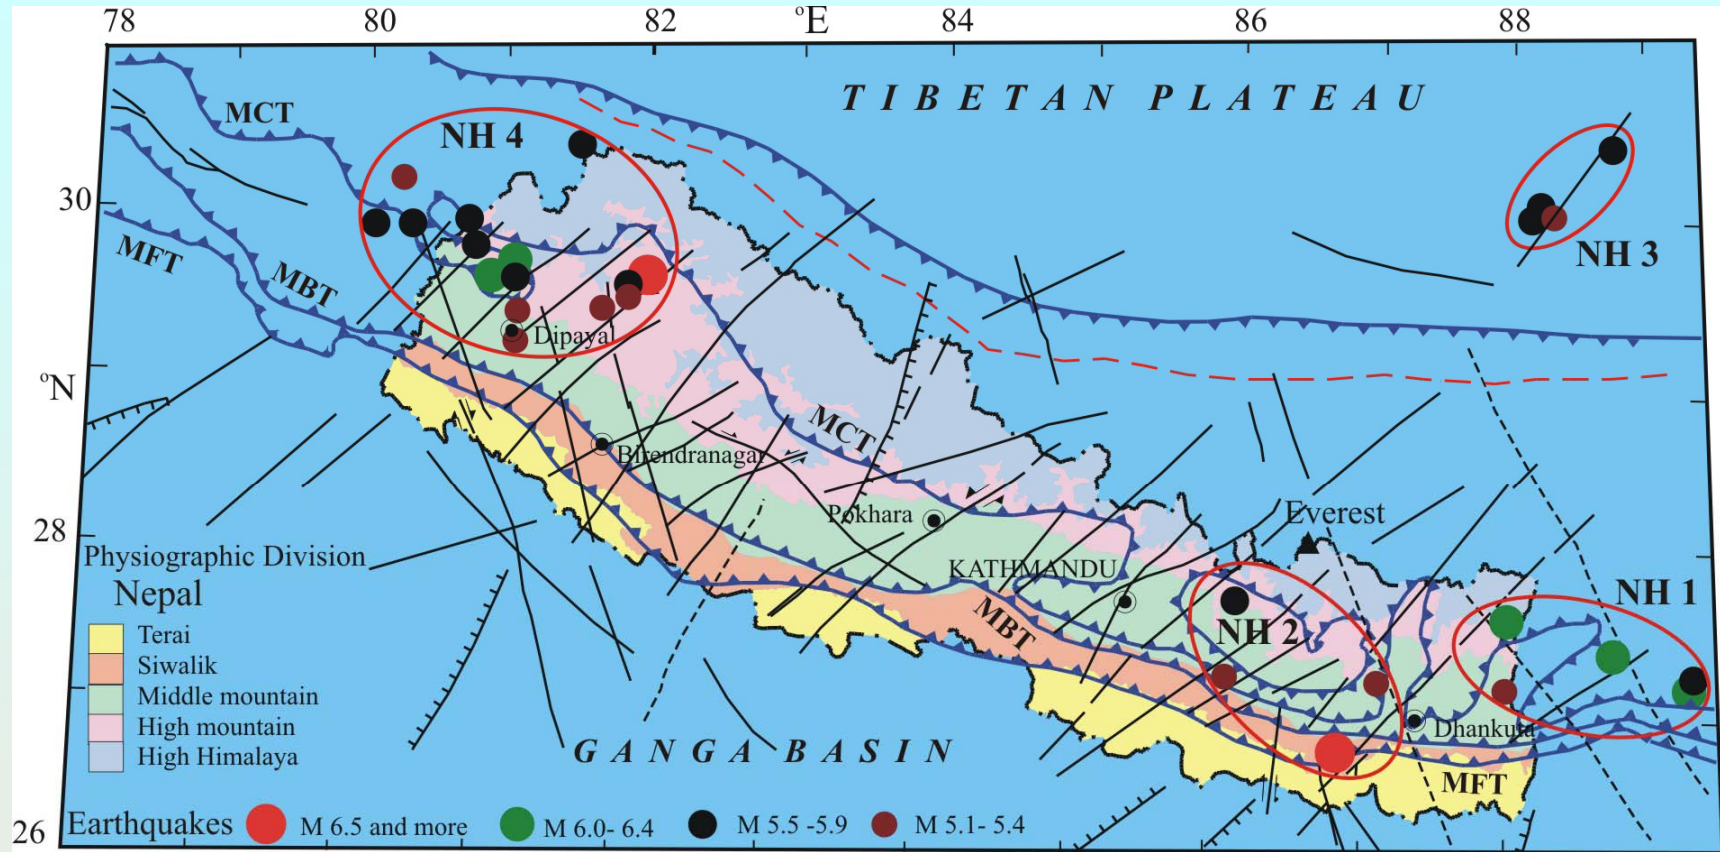 78 80 82 °E 84 86 88
TIBETAN PLATEAU
MCT
NH 4
30
NH 3
MFT
MBT
Dipayal
°N
MCT
Birendranagar
Pokhara
Everest
28
KATHMANDU
NH 1
MBT
NH 2
Dhankuta
GANGA BASIN
MFT
Physiographic Division
Nepal
Terai
Siwalik
Middle mountain
High mountain
High Himalaya
26
Earthquakes M 6.5 and more M 6.0- 6.4 M 5.5 -5.9 M 5.1- 5.4